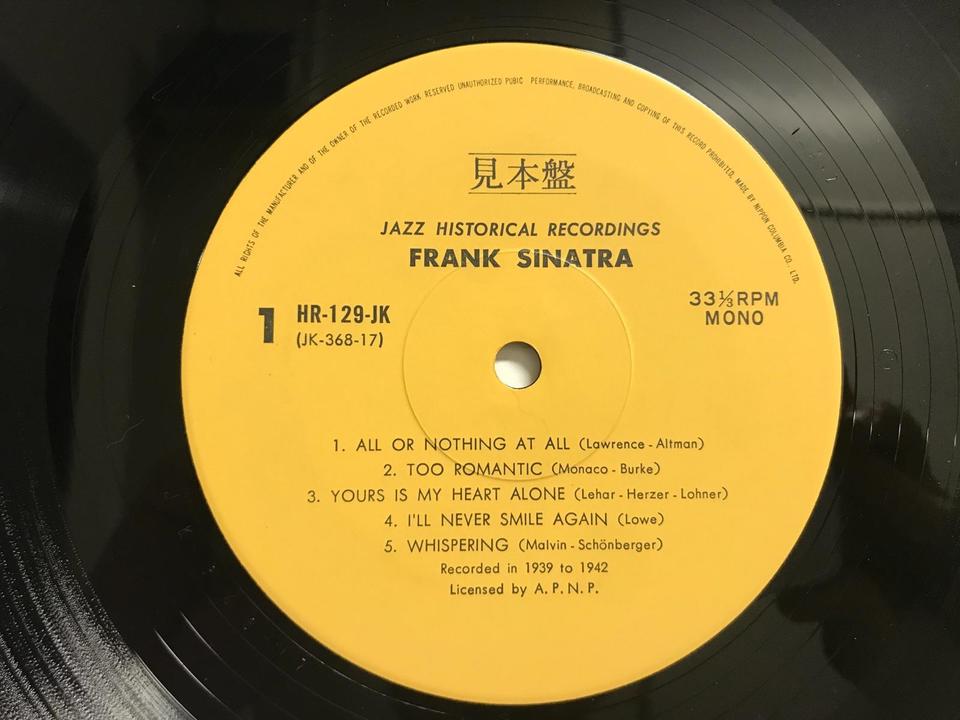 ALL RIGHTS OF THE MANUFACTURER AND OF THE OWNER OF THE RECORDED WORK RESERVED UNAUTHORIZED PUBIC PERFORMANCE, BROADCASTING AND COPYING OF THIS RECORD PROHIBITED, MADE BY NIPPON COLUMBIA CO., LTD.
見本盤
JAZZ HISTORICAL RECORDINGS
FRANK SINATRA
1 HR-129-JK
(JK-368-17)
33⅓RPM
MONO
1. ALL OR NOTHING AT ALL (Lawrence - Altman)
2. TOO ROMANTIC (Monaco - Burke)
3. YOURS IS MY HEART ALONE (Lehar - Herzer - Lohner)
4. I'LL NEVER SMILE AGAIN (Lowe)
5. WHISPERING (Malvin - Schönberger)
Recorded in 1939 to 1942
Licensed by A. P. N. P.